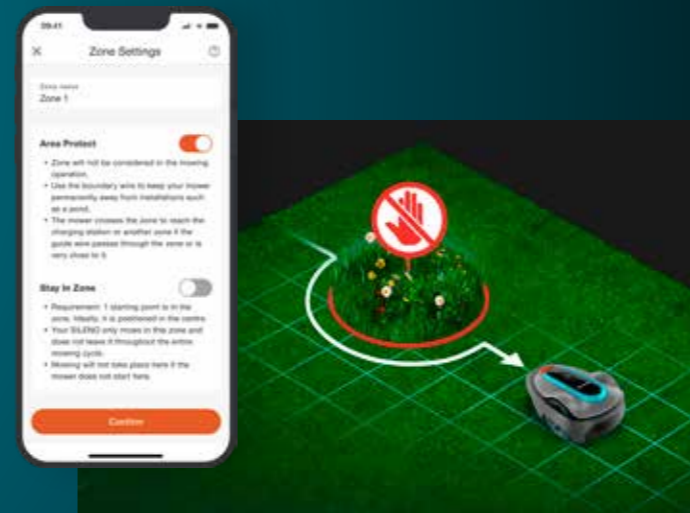 09:41
Zone Settings
Zone name
Zone 1
Area Protect
• Zone will not be considered in the mowing
operation.
• Use the boundary wire to keep your mower
permanently away from installations such
as a pond.
• The mower crosses the zone to reach the
charging station or another zone if the
guide wire passes through the zone or is
very close to it.
Stay in Zone
• Requirement: 1 starting point is in the
zone. Ideally, it is positioned in the centre.
• Your SILENO only mows in this zone and
does not leave it throughout the entire
mowing cycle.
• Mowing will not take place here if the
mower does not start here.
Confirm